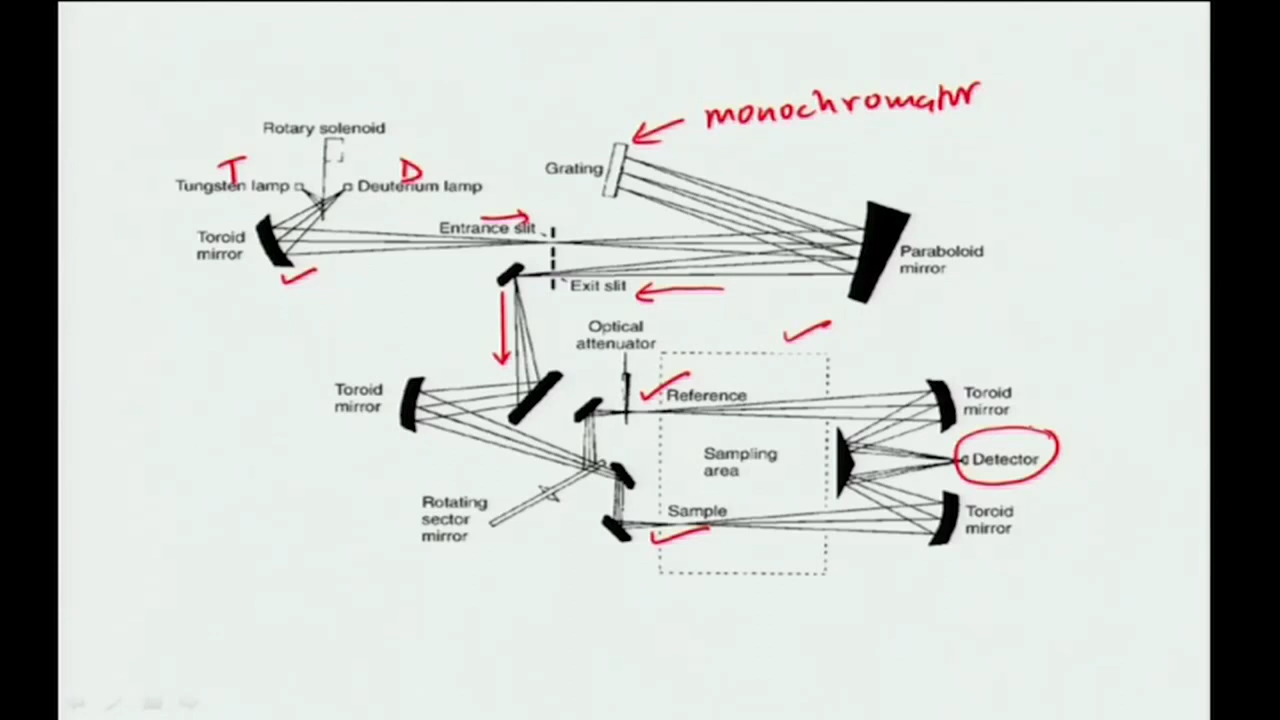 monochromator
Rotary solenoid
T
D
Tungsten lamp
Deuterium lamp
Grating
Toroid
mirror
Entrance slit
Paraboloid
mirror
Exit slit
Optical
attenuator
Toroid
mirror
Reference
Toroid
mirror
Sampling
area
Detector
Rotating
sector
mirror
Sample
Toroid
mirror